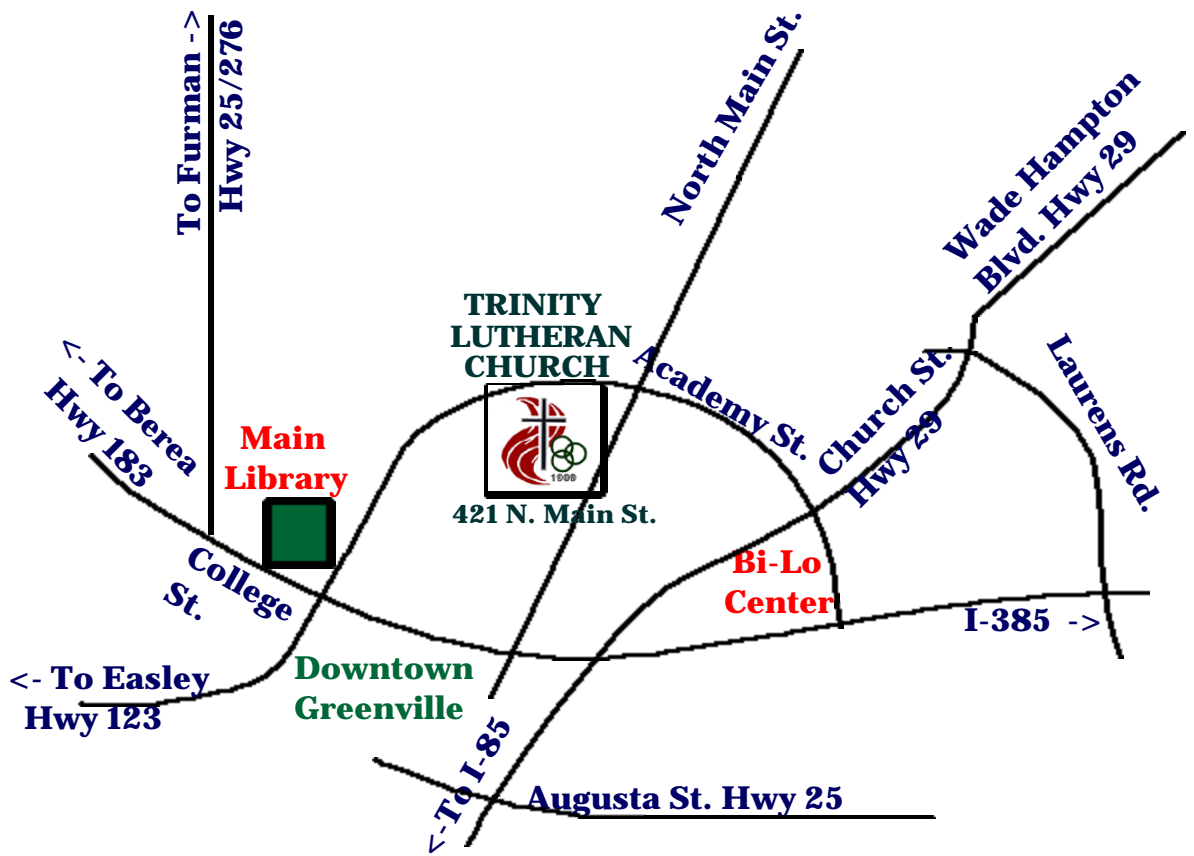 To Furman ->
Hwy 25/276
North Main St.
Wade Hampton
Blvd. Hwy 29
TRINITY
LUTHERAN
CHURCH
<- To Berea
Hwy 183
Academy St.
Church St.
Hwy 29
Laurens Rd.
Main
Library
1909
421 N. Main St.
College
St.
Bi-Lo
Center
I-385 ->
<- To Easley
Hwy 123
Downtown
Greenville
<-To I-85
Augusta St. Hwy 25